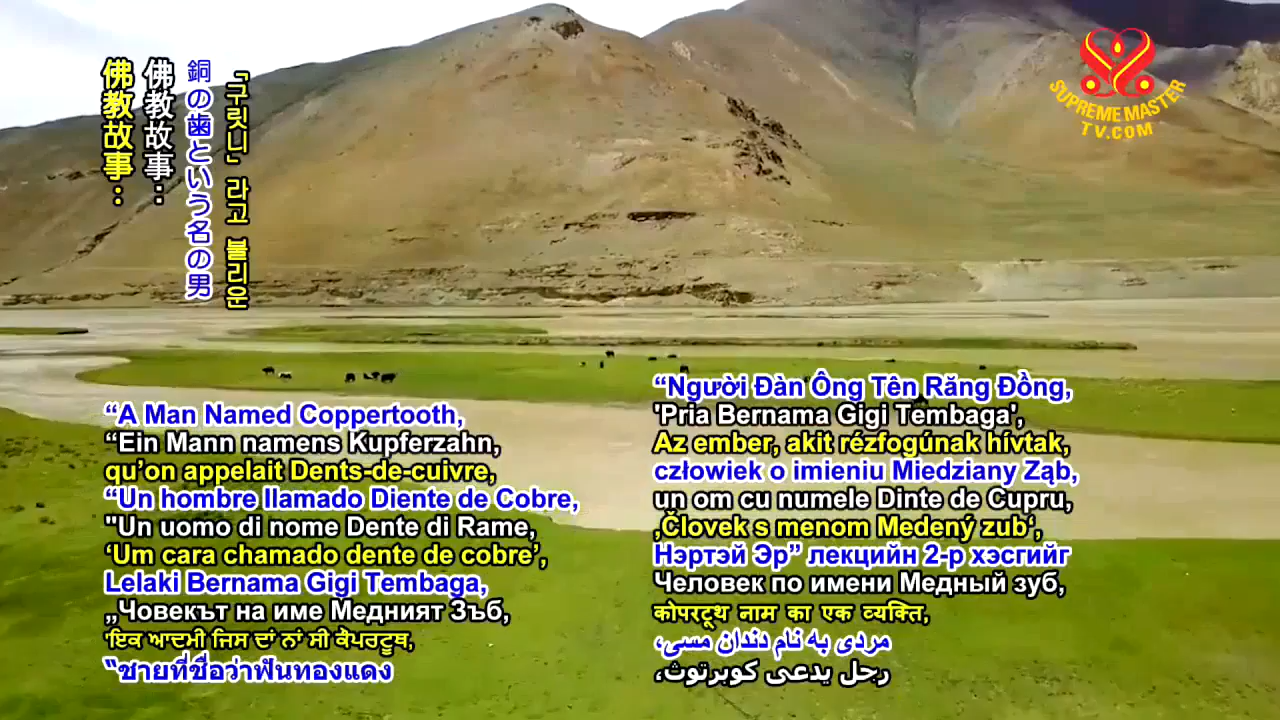 佛教故事：
佛教故事：
銅の歯という名の男
「구릿니」 라고 불리운
SUPREME MASTER
TV.COM
“A Man Named Coppertooth,
“Ein Mann namens Kupferzahn,
qu’on appelait Dents-de-cuivre,
“Un hombre llamado Diente de Cobre,
"Un uomo di nome Dente di Rame,
‘Um cara chamado dente de cobre’,
Lelaki Bernama Gigi Tembaga,
„Човекът на име Медният Зъб,
'ਇਕ ਆਦਮੀ ਜਿਸ ਦਾਂ ਨਾਂ ਸੀ ਕੋਪਰਟੂਥ,
“ชายที่ชื่อว่าฟันทองแดง
“Người Đàn Ông Tên Răng Đồng,
'Pria Bernama Gigi Tembaga',
Az ember, akit rézfogúnak hívtak,
człowiek o imieniu Miedziany Ząb,
un om cu numele Dinte de Cupru,
‚Človek s menom Medený zub‘,
Нэртэй Эр” лекцийн 2-р хэсгийг
Человек по имени Медный зуб,
कोपरटूथ नाम का एक व्यक्ति,
مردی به نام دندان مسی،
رجل يدعى كوبرتوث،